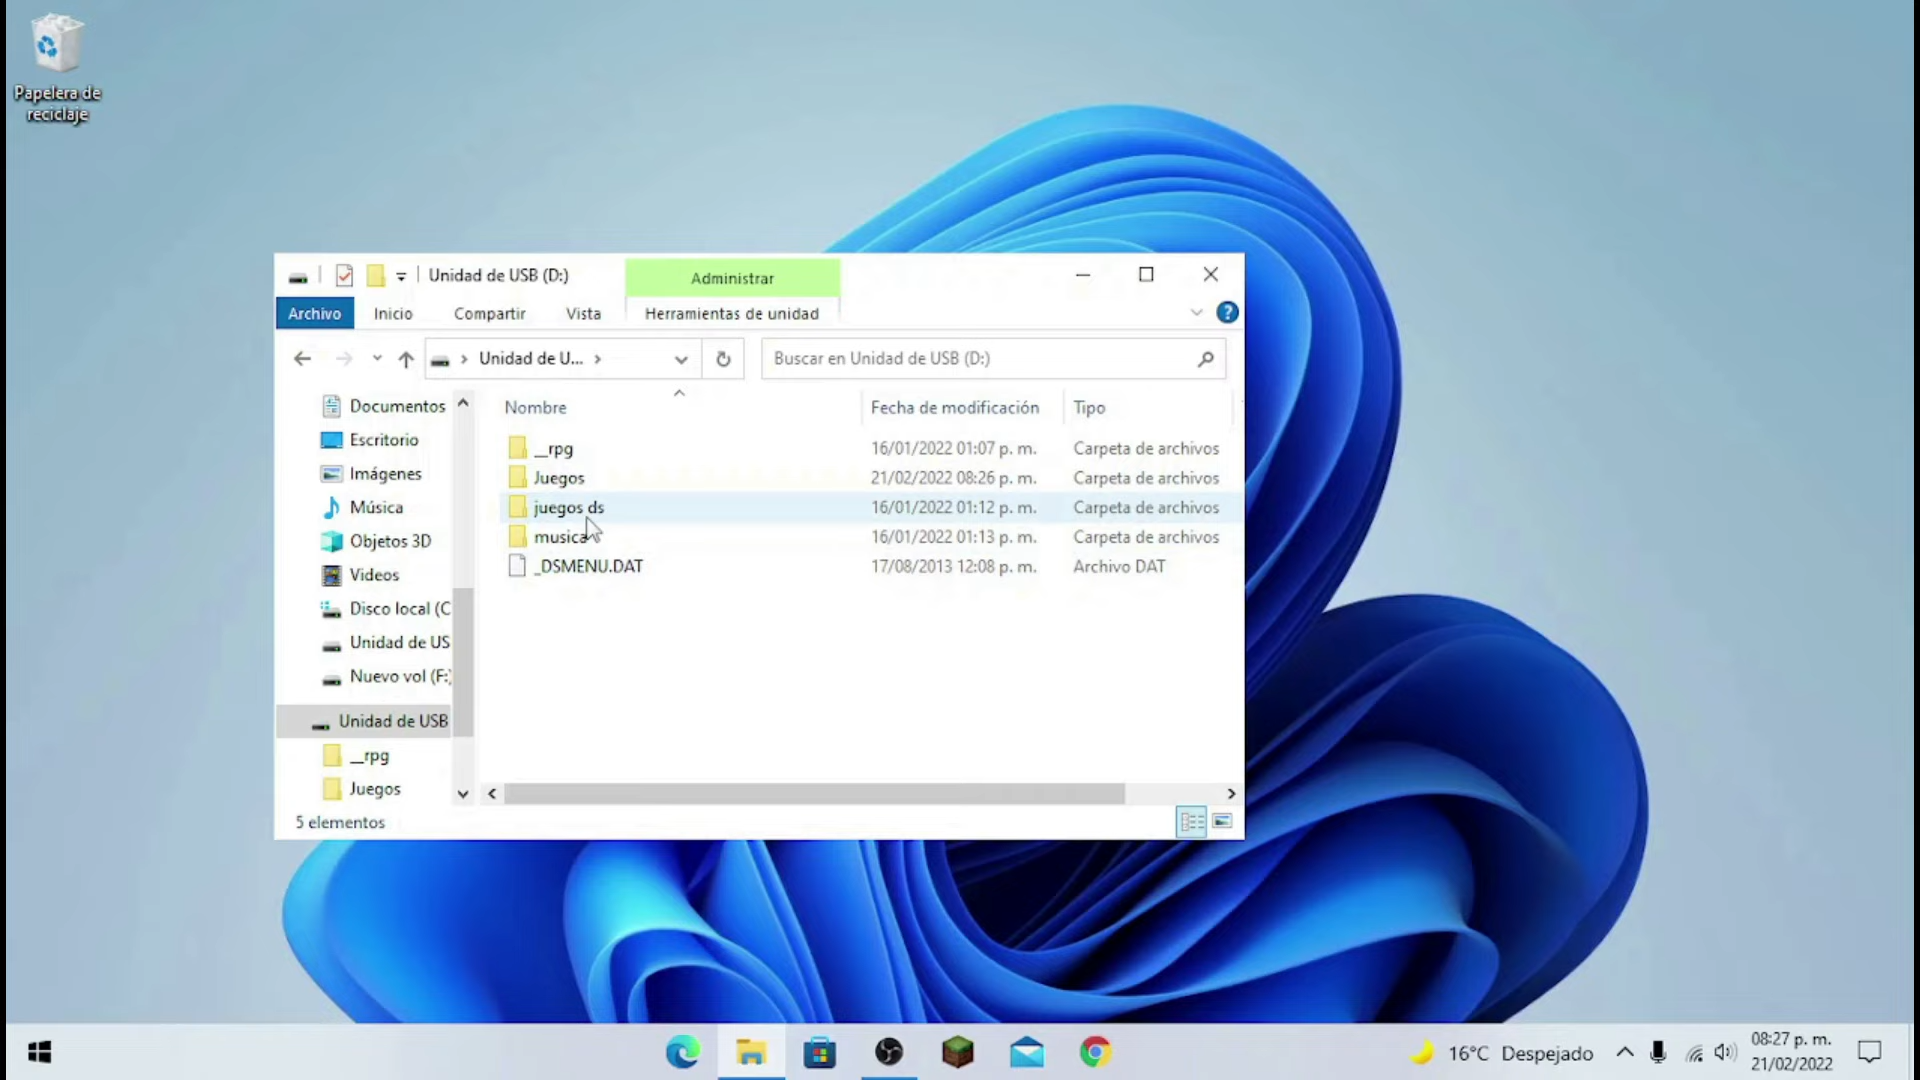 Papelera de
reciclaje
Unidad de USB (D:)
Administrar
Archivo
Inicio
Compartir
Vista
Herramientas de unidad
?
Unidad de U...
Buscar en Unidad de USB (D:)
Documentos
Escritorio
Imágenes
Música
Objetos 3D
Videos
Disco local (C
Unidad de US
Nuevo vol (F:)
Unidad de USB
__rpg
Juegos
Nombre
Fecha de modificación
Tipo
__rpg 16/01/2022 01:07 p. m. Carpeta de archivos
Juegos 21/02/2022 08:26 p. m. Carpeta de archivos
juegos ds 16/01/2022 01:12 p. m. Carpeta de archivos
musica 16/01/2022 01:13 p. m. Carpeta de archivos
_DSMENU.DAT 17/08/2013 12:08 p. m. Archivo DAT
5 elementos
16°C Despejado
08:27 p. m.
21/02/2022